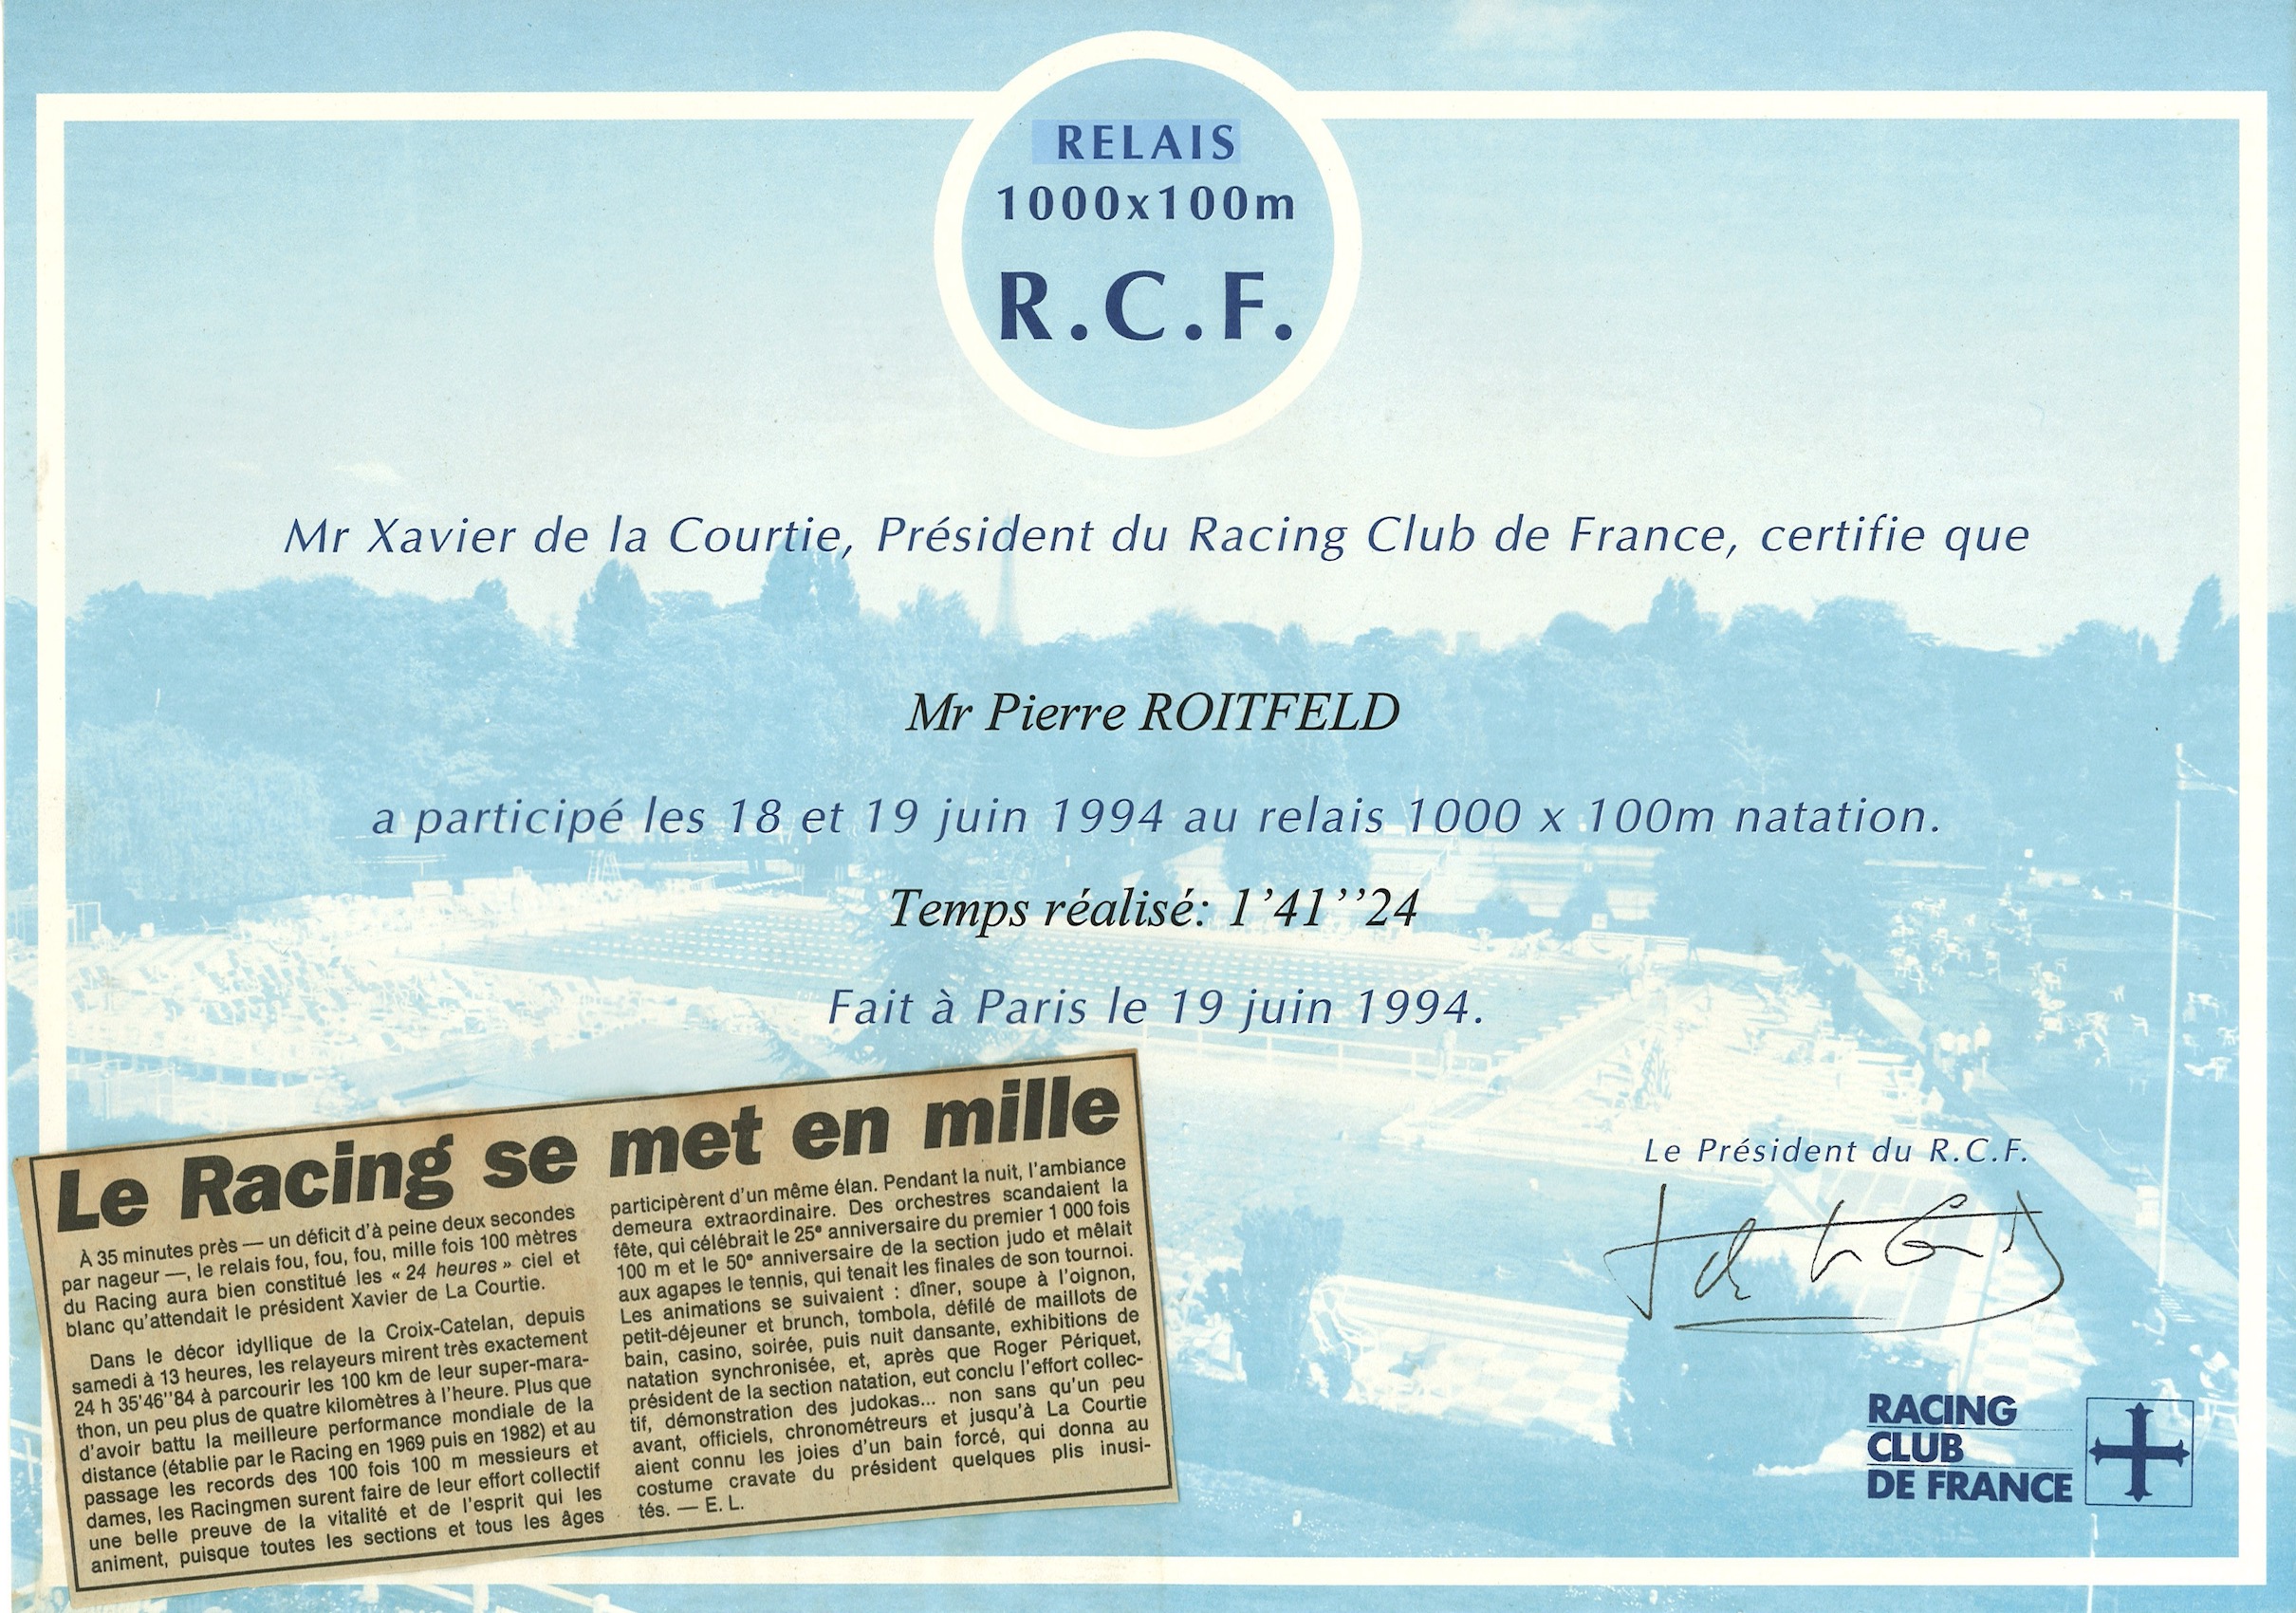 RELAIS
1000x100m
R.C.F.
Mr Xavier de la Courtie, Président du Racing Club de France, certifie que
Mr Pierre ROITFELD
a participé les 18 et 19 juin 1994 au relais 1000 x 100m natation.
Temps réalisé: 1’41’’24
Fait à Paris le 19 juin 1994.
Le Racing se met en mille
À 35 minutes près — un déficit d’à peine deux secondes
par nageur —, le relais fou, fou, fou, mille fois 100 mètres
du Racing aura bien constitué les « 24 heures » ciel et
blanc qu’attendait le président Xavier de La Courtie.
Dans le décor idyllique de la Croix-Catelan, depuis
samedi à 13 heures, les relayeurs mirent très exactement
24 h 35'46''84 à parcourir les 100 km de leur super-mara-
thon, un peu plus de quatre kilomètres à l’heure. Plus que
d’avoir battu la meilleure performance mondiale de la
distance (établie par le Racing en 1969 puis en 1982) et au
passage les records des 100 fois 100 m messieurs et
dames, les Racingmen surent faire de leur effort collectif
une belle preuve de la vitalité et de l’esprit qui les
animent, puisque toutes les sections et tous les âges
participèrent d’un même élan. Pendant la nuit, l’ambiance
demeura extraordinaire. Des orchestres scandaient la
fête, qui célébrait le 25e anniversaire du premier 1 000 fois
100 m et le 50e anniversaire de la section judo et mêlait
aux agapes le tennis, qui tenait les finales de son tournoi.
Les animations se suivaient : dîner, soupe à l’oignon,
petit-déjeuner et brunch, tombola, défilé de maillots de
bain, casino, soirée, puis nuit dansante, exhibitions de
natation synchronisée, et, après que Roger Périquet,
président de la section natation, eut conclu l’effort collec-
tif, démonstration des judokas... non sans qu’un peu
avant, officiels, chronométreurs et jusqu’à La Courtie
aient connu les joies d’un bain forcé, qui donna au
costume cravate du président quelques plis inusi-
tés. — E. L.
Le Président du R.C.F.
RACING
CLUB
DE FRANCE